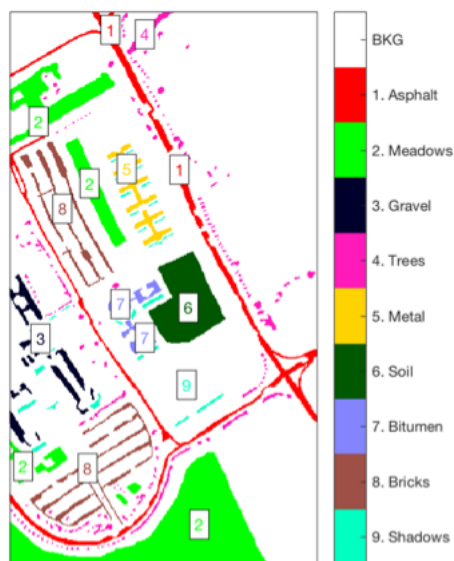 1
4
2
5
1
2
8
7
6
3
7
9
2
8
2
BKG
1. Asphalt
2. Meadows
3. Gravel
4. Trees
5. Metal
6. Soil
7. Bitumen
8. Bricks
9. Shadows